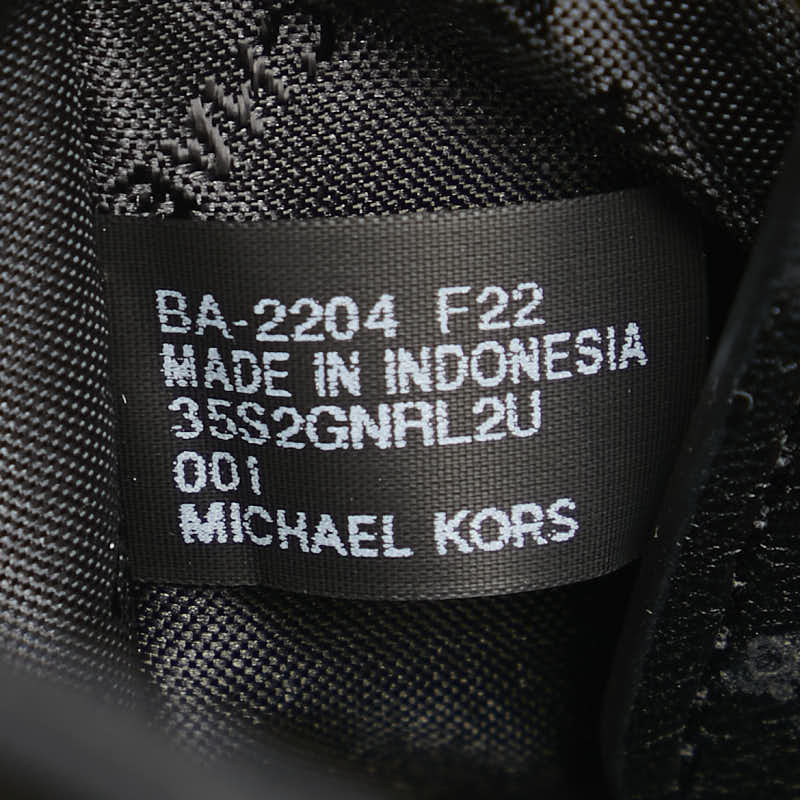 BA-2204 F22
MADE IN INDONESIA
35S2GNRL2U
001
MICHAEL KORS